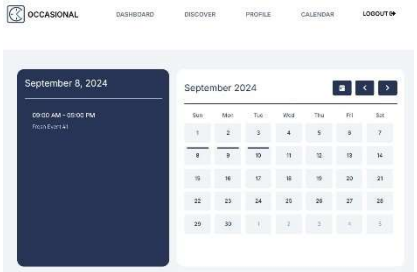 OCCASIONAL
DASHBOARD
DISCOVER
PROFILE
CALENDAR
LOGOUT
September 8, 2024
09:00 AM - 05:00 PM
Fresh Event 41
September 2024
Sun Mon Tue Wed Thu Fri Sat
1 2 3 4 5 6 7
8 9 10 11 12 13 14
15 16 17 18 19 20 21
22 23 24 25 26 27 28
29 30 1 2 3 4 5